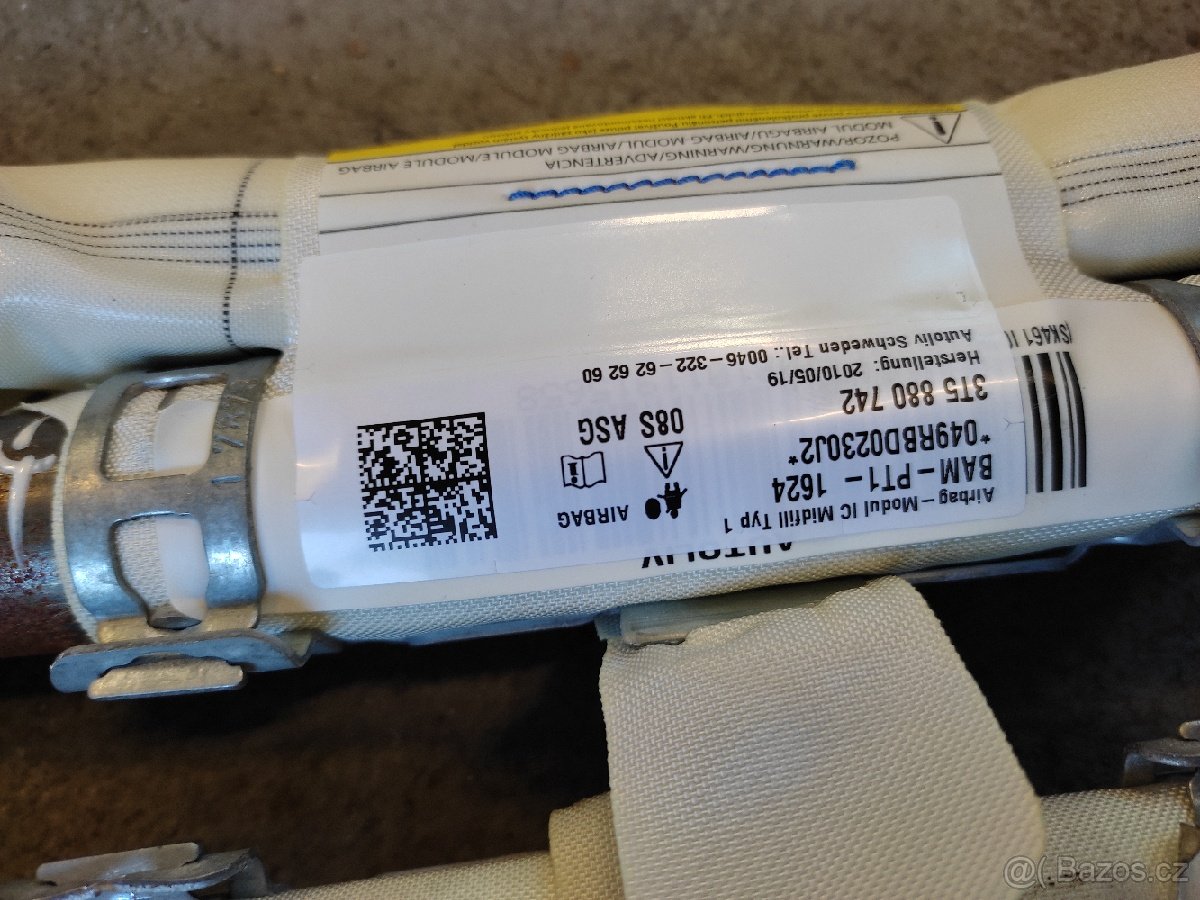 Airbag - Modul IC Midfill Typ 1
BAM - PT1 - 1624
*049RBD0230J2*
3T5 880 742
Herstellung: 2010/05/19
Autoliv Schweden Tel.: 0046-322-62 62 60
AIRBAG
08S ASG
AUTOLIV
/SK461
POZOR/WARNUNG/WARNING/ADVERTENCIA
MODUL AIRBAGU/AIRBAG MODUL/AIRBAG MODULE/MODULE AIRBAG
@(: Bazos.cz